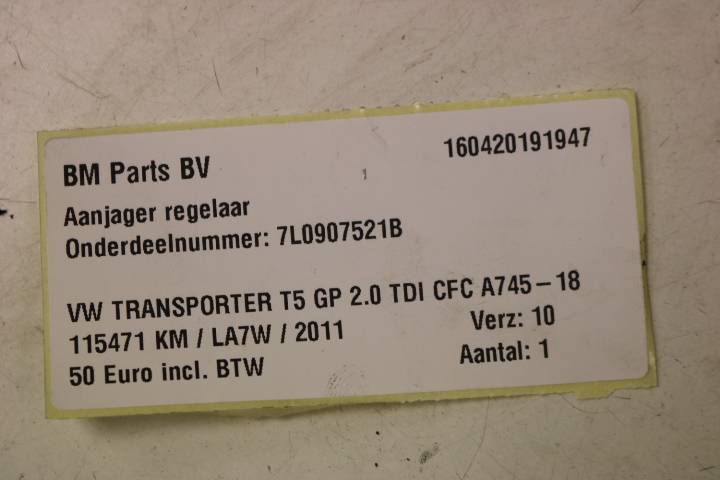 BM Parts BV 160420191947
Aanjager regelaar
Onderdeelnummer: 7L0907521B
VW TRANSPORTER T5 GP 2.0 TDI CFC A745-18
115471 KM / LA7W / 2011 Verz: 10
50 Euro incl. BTW Aantal: 1